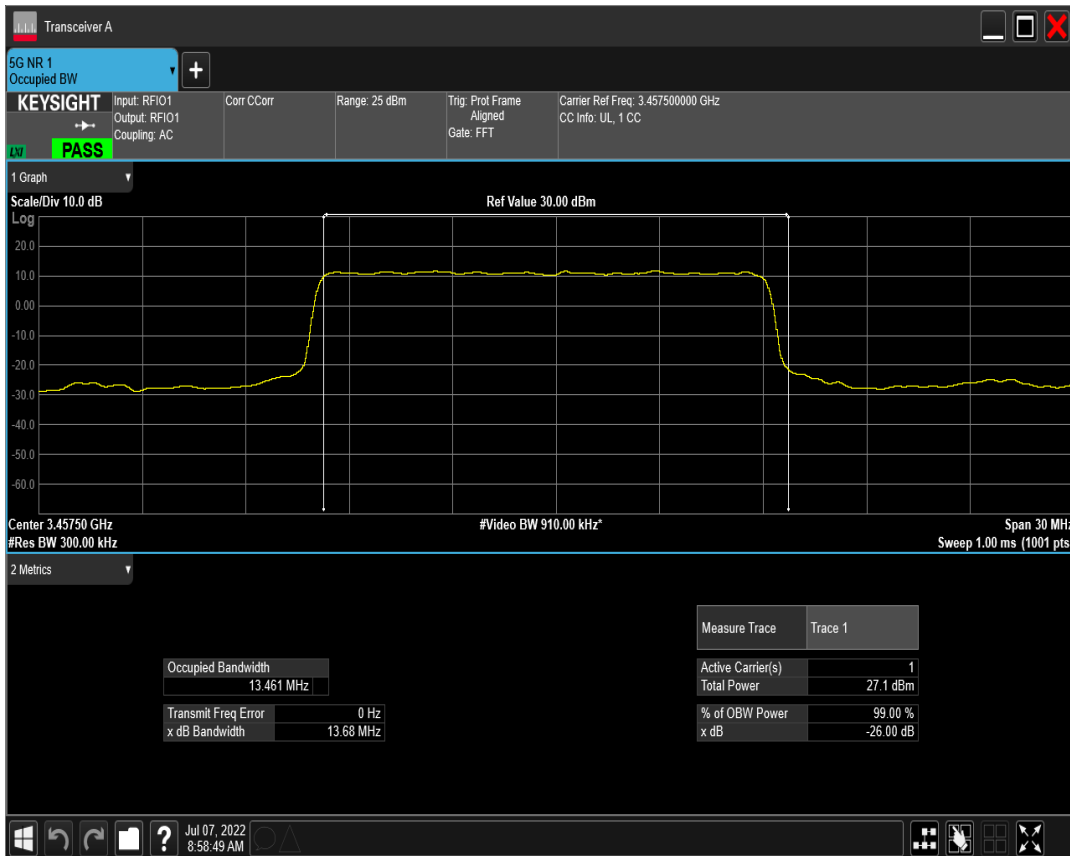 Transceiver A
5G NR 1
Occupied BW
KEYSIGHT
LXI
PASS
Input: RFIO1
Output: RFIO1
Coupling: AC
Corr CCorr
Range: 25 dBm
Trig: Prot Frame
Aligned
Gate: FFT
Carrier Ref Freq: 3.457500000 GHz
CC Info: UL, 1 CC
1 Graph
Scale/Div 10.0 dB
Ref Value 30.00 dBm
Log
20.0
10.0
0.00
-10.0
-20.0
-30.0
-40.0
-50.0
-60.0
Center 3.45750 GHz
#Video BW 910.00 kHz*
Span 30 MHz
#Res BW 300.00 kHz
Sweep 1.00 ms (1001 pts
2 Metrics
Measure Trace Trace 1
Occupied Bandwidth
13.461 MHz
Active Carrier(s) 1
Total Power 27.1 dBm
Transmit Freq Error 0 Hz
x dB Bandwidth 13.68 MHz
% of OBW Power 99.00 %
x dB -26.00 dB
Jul 07, 2022
8:58:49 AM